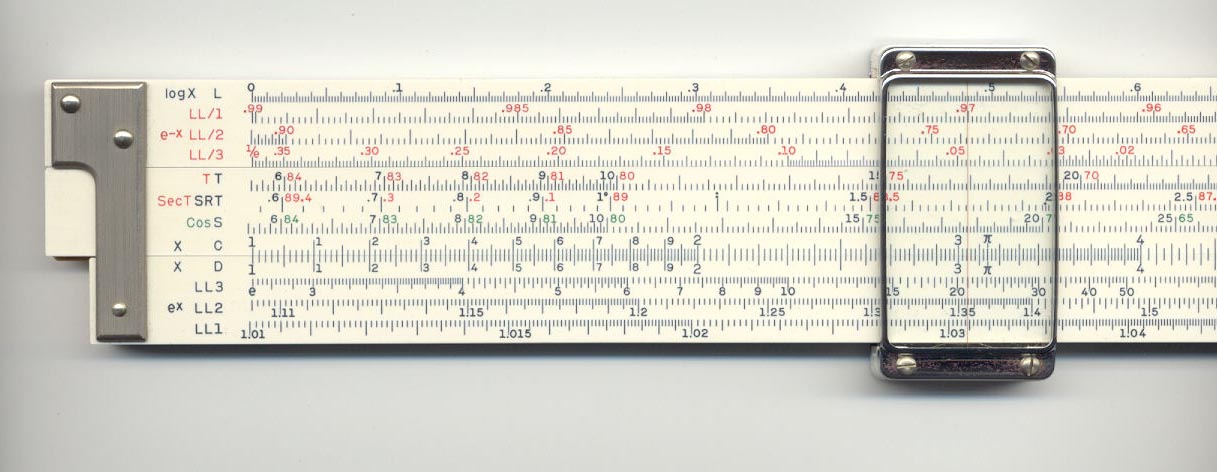 logX L 0 .1 .2 .3 .4 .5 .6
LL/1 .99 .985 .98 .97 .96
e-x LL/2 .90 .85 .80 .75 .70 .65
LL/3 1/e .35 .30 .25 .20 .15 .10 .05 .02
T T 6 84 7 83 8 82 9 81 10 80 75 20 70
SecT SRT .6 89.4 .7 .3 .8 .2 .9 .1 1° 89 1.5 2 88 2.5 87.
Cos S 6 84 7 83 8 82 9 81 10 80 15 75 20 25 65
X C 1 1 2 3 4 5 6 7 8 9 2 3 π 4
X D 1 1 2 3 4 5 6 7 8 9 2 3 π 4
LL3 e 3 4 5 6 7 8 9 10 15 20 30 40 50
ex LL2 1.11 1.15 1.2 1.25 1.3 1.35 1.4 1.5
LL1 1.01 1.015 1.02 1.03 1.04